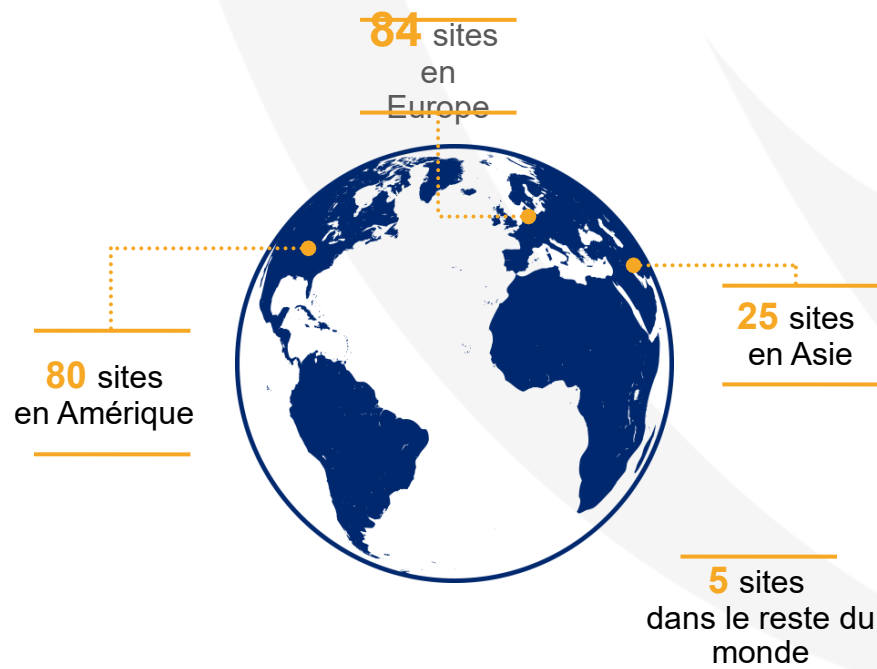 84 sites
en
Europe
80 sites
en Amérique
25 sites
en Asie
5 sites
dans le reste du
monde